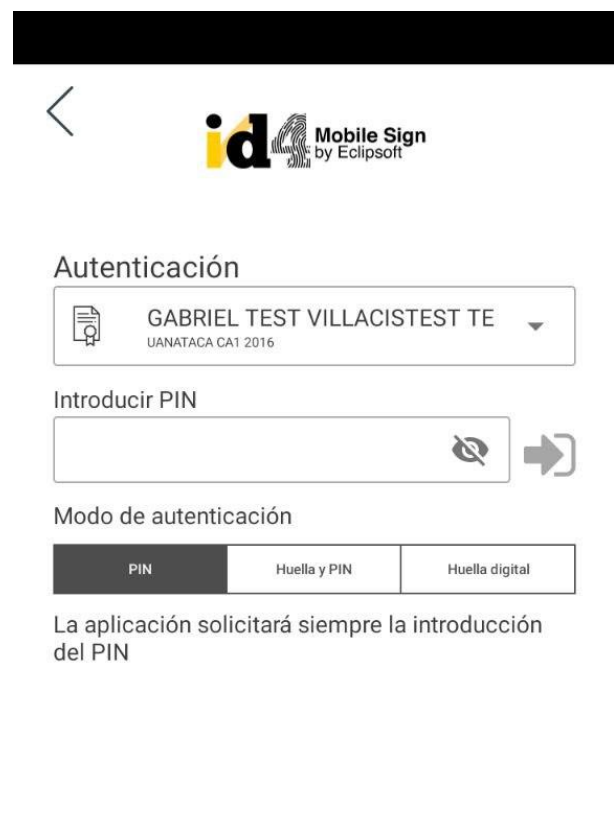 id4 Mobile Sign
by Eclipsoft
Autenticación
GABRIEL TEST VILLACISTEST TE
UANATACA CA1 2016
Introducir PIN
Modo de autenticación
PIN Huella y PIN Huella digital
La aplicación solicitará siempre la introducción
del PIN